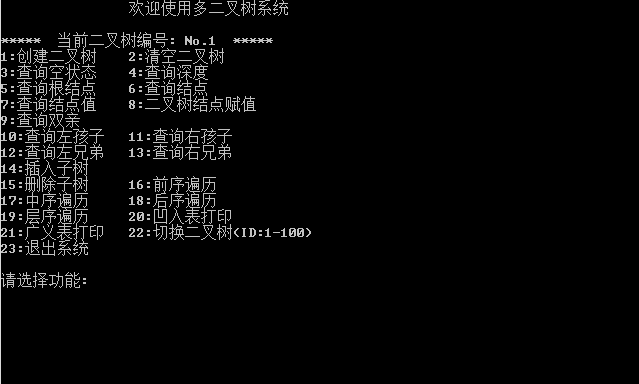 欢迎使用多二叉树系统
***** 当前二叉树编号: No.1 *****
1:创建二叉树 2:清空二叉树
3:查询空状态 4:查询深度
5:查询根结点 6:查询结点
7:查询结点值 8:二叉树结点赋值
9:查询双亲
10:查询左孩子 11:查询右孩子
12:查询左兄弟 13:查询右兄弟
14:插入子树
15:删除子树 16:前序遍历
17:中序遍历 18:后序遍历
19:层序遍历 20:凹入表打印
21:广义表打印 22:切换二叉树(ID:1-100)
23:退出系统
请选择功能: